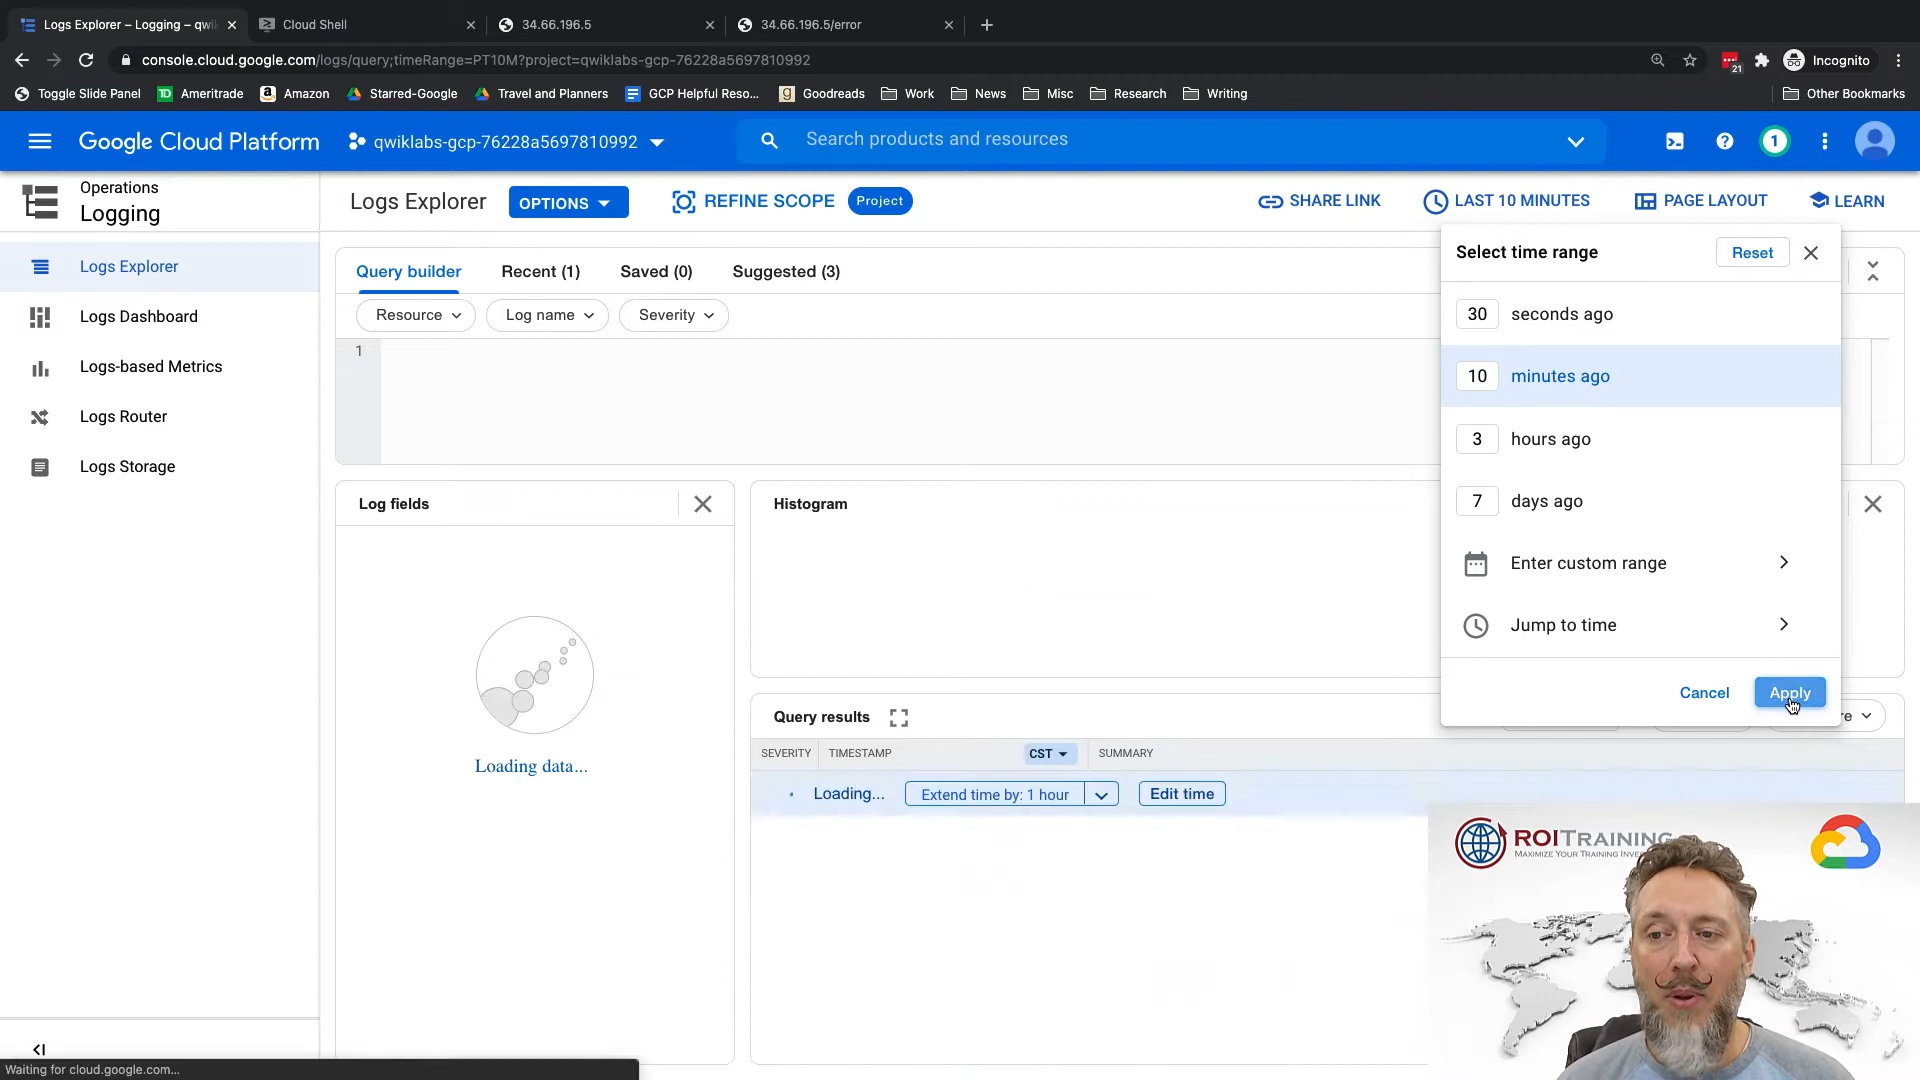 Logs Explorer – Logging – qwi
Cloud Shell
34.66.196.5
34.66.196.5/error
console.cloud.google.com/logs/query;timeRange=PT10M?project=qwiklabs-gcp-76228a5697810992
21
Incognito
Toggle Slide Panel
TD Ameritrade
Amazon
Starred-Google
Travel and Planners
GCP Helpful Reso...
Goodreads
Work
News
Misc
Research
Writing
Other Bookmarks
Google Cloud Platform
qwiklabs-gcp-76228a5697810992
Search products and resources
1
Operations
Logging
Logs Explorer
OPTIONS
REFINE SCOPE
Project
SHARE LINK
LAST 10 MINUTES
PAGE LAYOUT
LEARN
Logs Explorer
Logs Dashboard
Logs-based Metrics
Logs Router
Logs Storage
Query builder
Recent (1)
Saved (0)
Suggested (3)
Resource
Log name
Severity
1
Select time range
Reset
30 seconds ago
10 minutes ago
3 hours ago
7 days ago
Enter custom range
Jump to time
Cancel
Apply
Log fields
Loading data...
Histogram
Query results
SEVERITY
TIMESTAMP
CST
SUMMARY
Loading...
Extend time by: 1 hour
Edit time
ROITRAINING
MAXIMIZE YOUR TRAINING
Waiting for cloud.google.com...